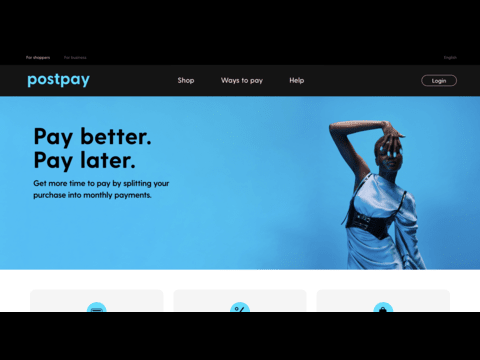 For shoppers For business English
postpay Shop Ways to pay Help Login
Pay better.
Pay later.
Get more time to pay by splitting your
purchase into monthly payments.